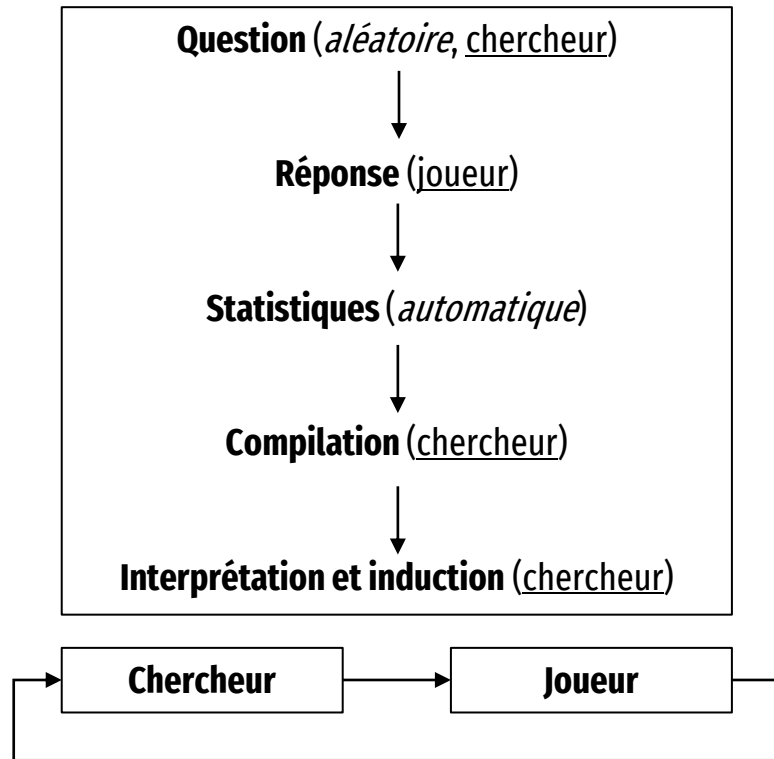 Question (aléatoire, chercheur)
Réponse (joueur)
Statistiques (automatique)
Compilation (chercheur)
Interprétation et induction (chercheur)
Chercheur
Joueur